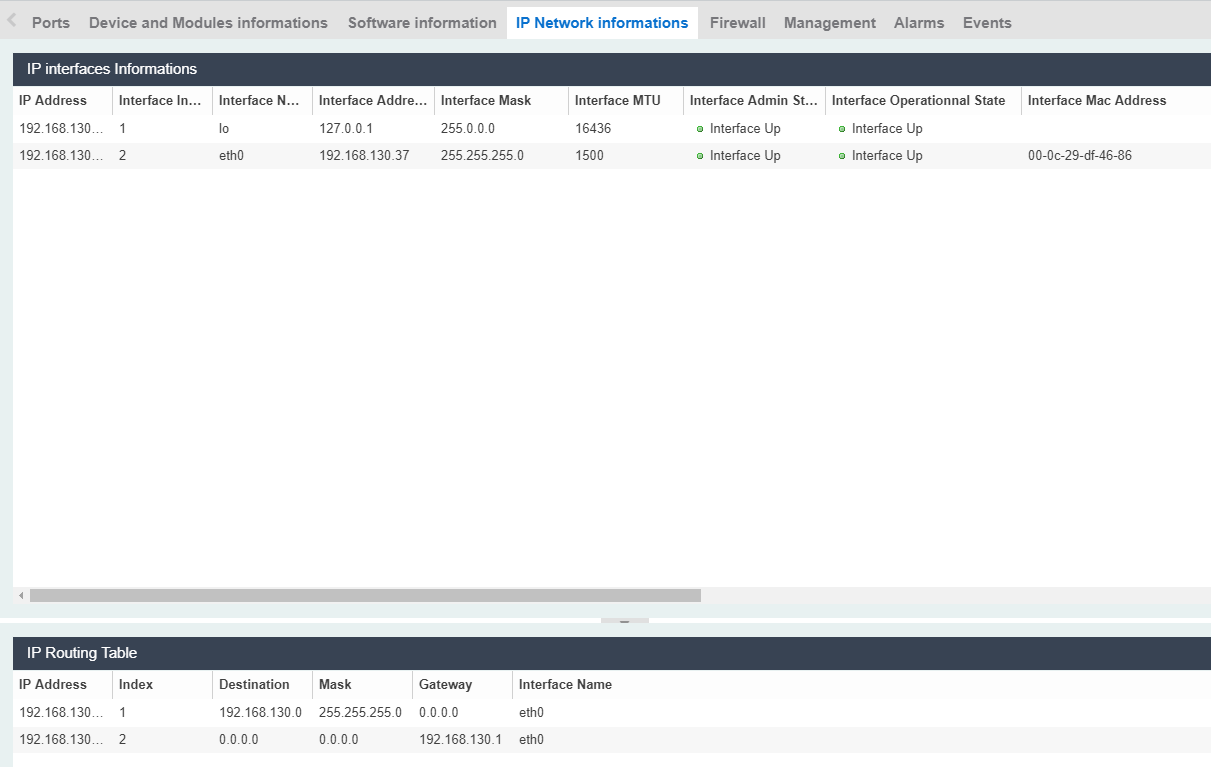 Ports Device and Modules informations Software information IP Network informations Firewall Management Alarms Events
IP interfaces Informations
IP Address Interface In... Interface N... Interface Addre... Interface Mask Interface MTU Interface Admin St... Interface Operationnal State Interface Mac Address
192.168.130... 1 lo 127.0.0.1 255.0.0.0 16436 Interface Up Interface Up
192.168.130... 2 eth0 192.168.130.37 255.255.255.0 1500 Interface Up Interface Up 00-0c-29-df-46-86
IP Routing Table
IP Address Index Destination Mask Gateway Interface Name
192.168.130... 1 192.168.130.0 255.255.255.0 0.0.0.0 eth0
192.168.130... 2 0.0.0.0 0.0.0.0 192.168.130.1 eth0